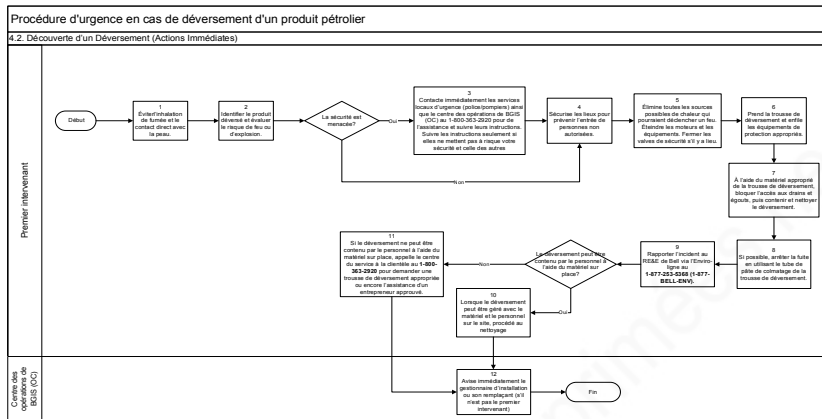 Procédure d'urgence en cas de déversement d'un produit pétrolier
4.2. Découverte d'un Déversement (Actions Immédiates)
Premier intervenant
Début
1
Éviter l'inhalation
de fumée et le
contact direct avec
la peau.
2
Identifier le produit
déversé et évaluer
le risque de feu ou
d'explosion.
La sécurité est
menacée?
Oui
Non
3
Contacte immédiatement les services
locaux d'urgence (police/pompiers) ainsi
que le centre des opérations de BGIS
(OC) au 1-800-363-2920 pour de
l'assistance et suivre leurs instructions.
Suivre les instructions seulement si
elles ne mettent pas à risque votre
sécurité et celle des autres
4
Sécurise les lieux pour
prévenir l'entrée de
personnes non
autorisées.
5
Élimine toutes les sources
possibles de chaleur qui
pourraient déclencher un feu.
Éteindre les moteurs et les
équipements. Fermer les
valves de sécurité s'il y a lieu.
6
Prend la trousse de
déversement et enfile
les équipements de
protection appropriés.
7
À l'aide du matériel approprié
de la trousse de déversement,
bloquer l'accès aux drains et
égouts, puis contenir et nettoyer
le déversement.
8
Si possible, arrêter la fuite
en utilisant le tube de
pâte de colmatage de la
trousse de déversement.
9
Rapporter l'incident au
RE&E de Bell via l'Enviro-
ligne au
1-877-253-5368 (1-877-
BELL-ENV).
Le déversement peut être
contenu par le personnel à
l'aide du matériel sur
place?
Non
Oui
11
Si le déversement ne peut être
contenu par le personnel à l'aide du
matériel sur place, appelle le centre
du service à la clientèle au 1-800-
363-2920 pour demander une
trousse de déversement appropriée
ou encore l'assistance d'un
entrepreneur approuvé.
10
Lorsque le déversement
peut être géré avec le
matériel et le personnel
sur le site, procédé au
nettoyage
Centre des
opérations de
BGIS (OC)
12
Avise immédiatement le
gestionnaire d'installation
ou son remplaçant (s'il
n'est pas le premier
intervenant)
Fin